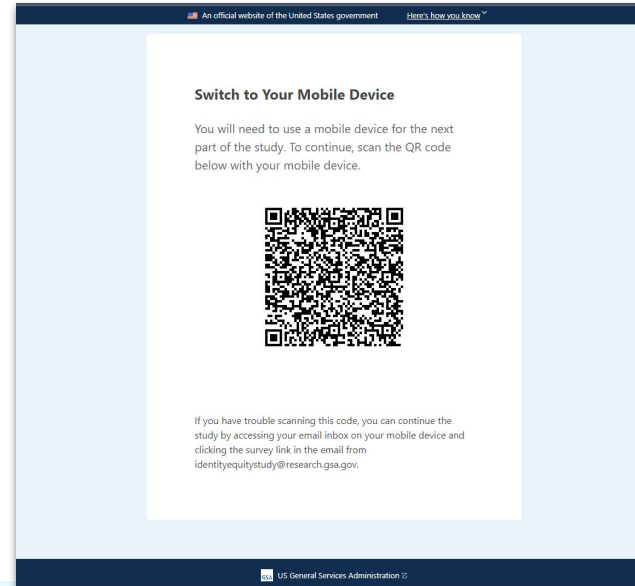 An official website of the United States government Here's how you know
Switch to Your Mobile Device
You will need to use a mobile device for the next
part of the study. To continue, scan the QR code
below with your mobile device.
If you have trouble scanning this code, you can continue the
study by accessing your email inbox on your mobile device and
clicking the survey link in the email from
identityequitystudy@research.gsa.gov.
GSA US General Services Administration